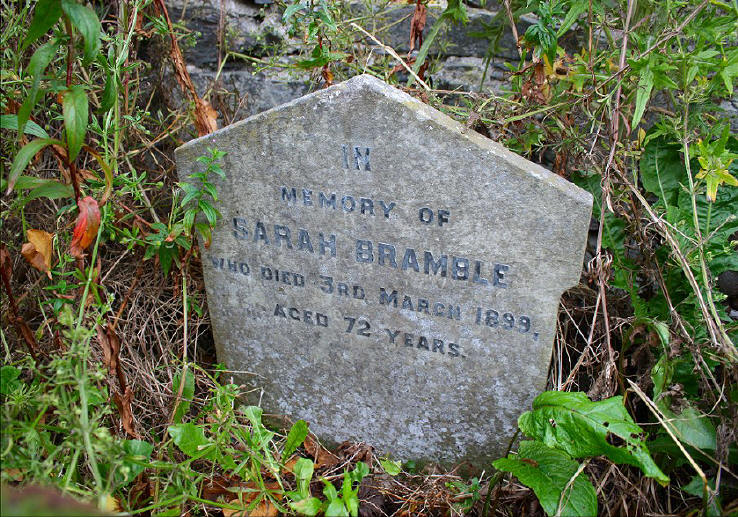 IN
MEMORY OF
SARAH BRAMBLE
WHO DIED 3RD MARCH 1899,
AGED 72 YEARS.